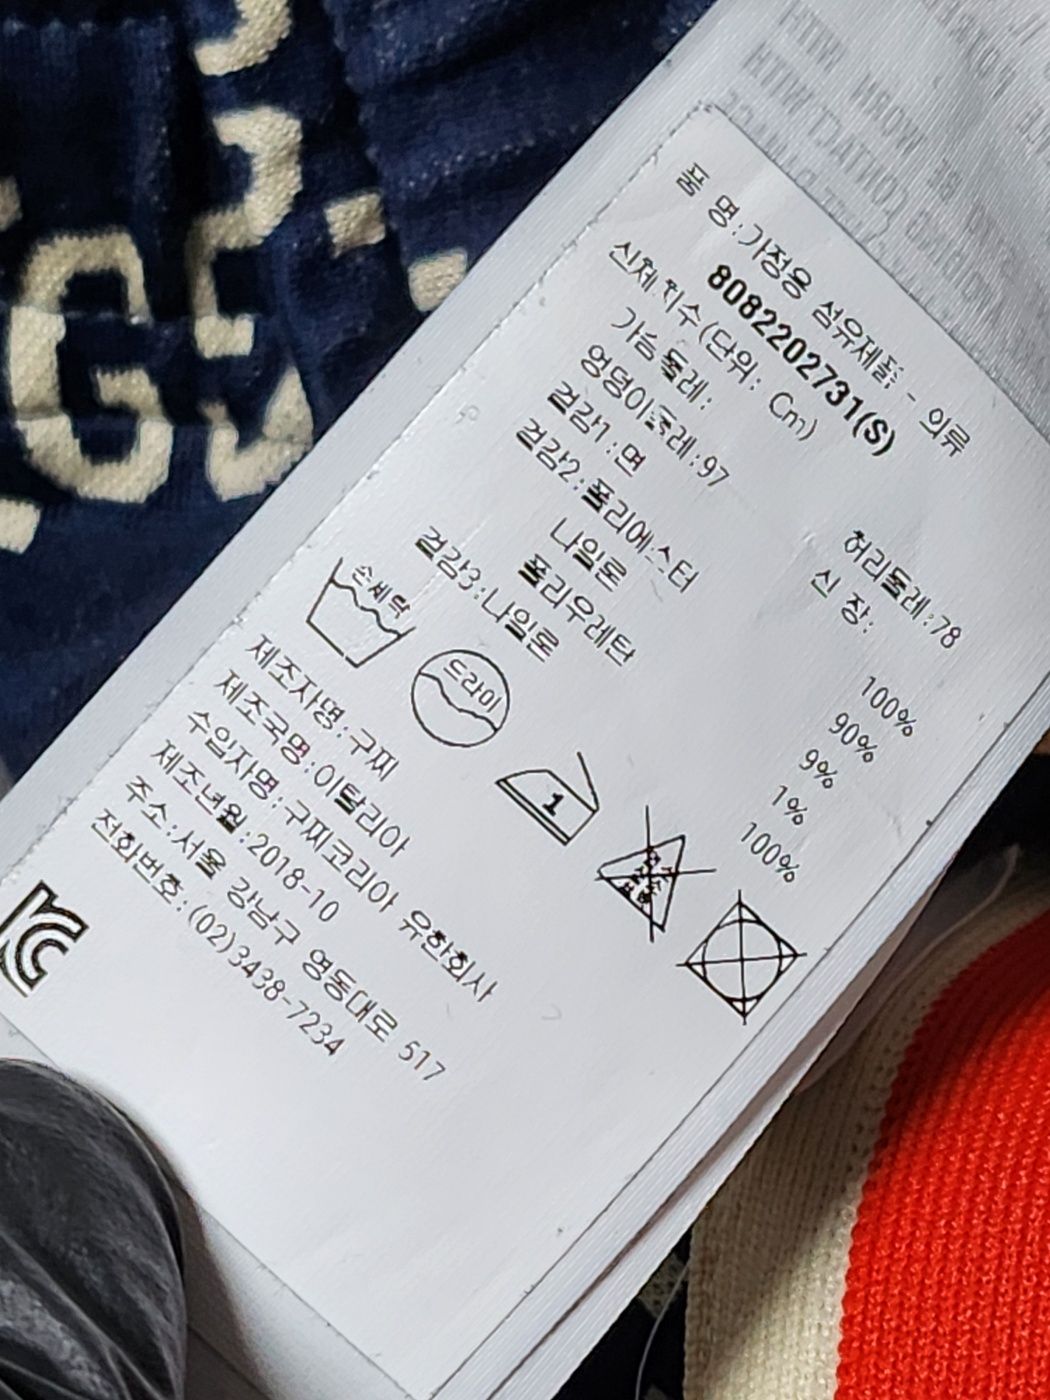 품 명:가정용 섬유제품 - 의류
8082202731(S)
신체치수(단위: Cm)
가슴둘레: 허리둘레:78
엉덩이둘레:97 신 장:
겉감1:면 100%
겉감2:폴리에스터 90%
나일론 9%
폴리우레탄 1%
겉감3:나일론 100%
손세탁
드라이
1
제조자명:구찌
제조국명:이탈리아
수입자명:구찌코리아 유한회사
제조년월:2018-10
주소:서울 강남구 영동대로 517
전화번호:(02)3438-7234